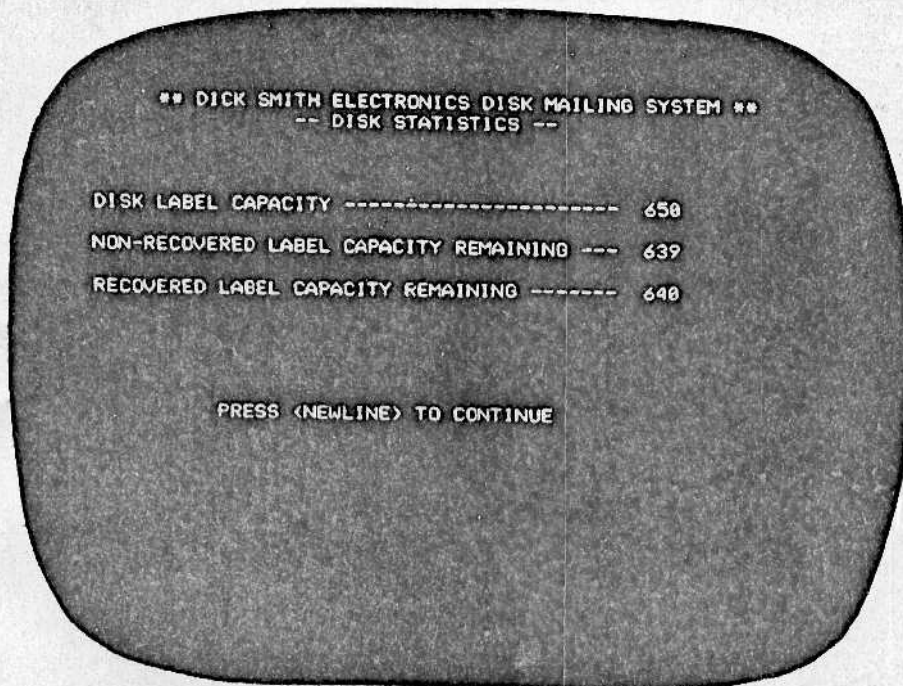 ** DICK SMITH ELECTRONICS DISK MAILING SYSTEM **
-- DISK STATISTICS --
DISK LABEL CAPACITY ----------------------- 650
NON-RECOVERED LABEL CAPACITY REMAINING --- 639
RECOVERED LABEL CAPACITY REMAINING ------- 640
PRESS <NEWLINE> TO CONTINUE